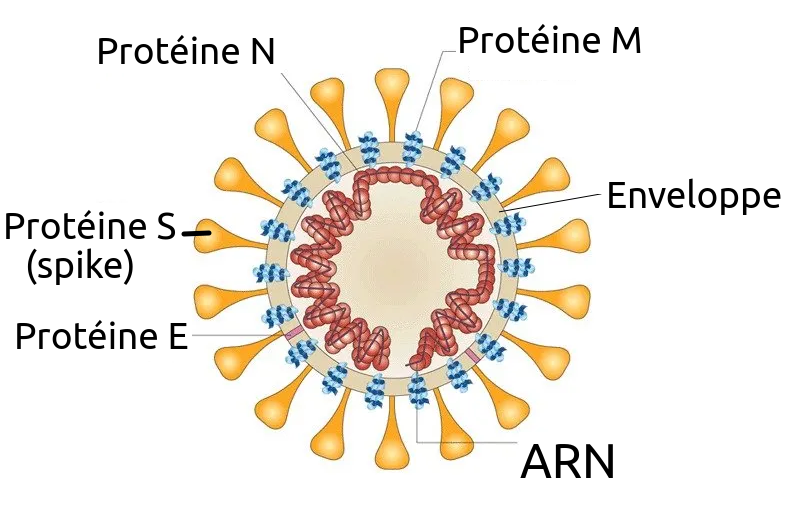 Protéine N
Protéine M
Enveloppe
Protéine S
(spike)
Protéine E
ARN